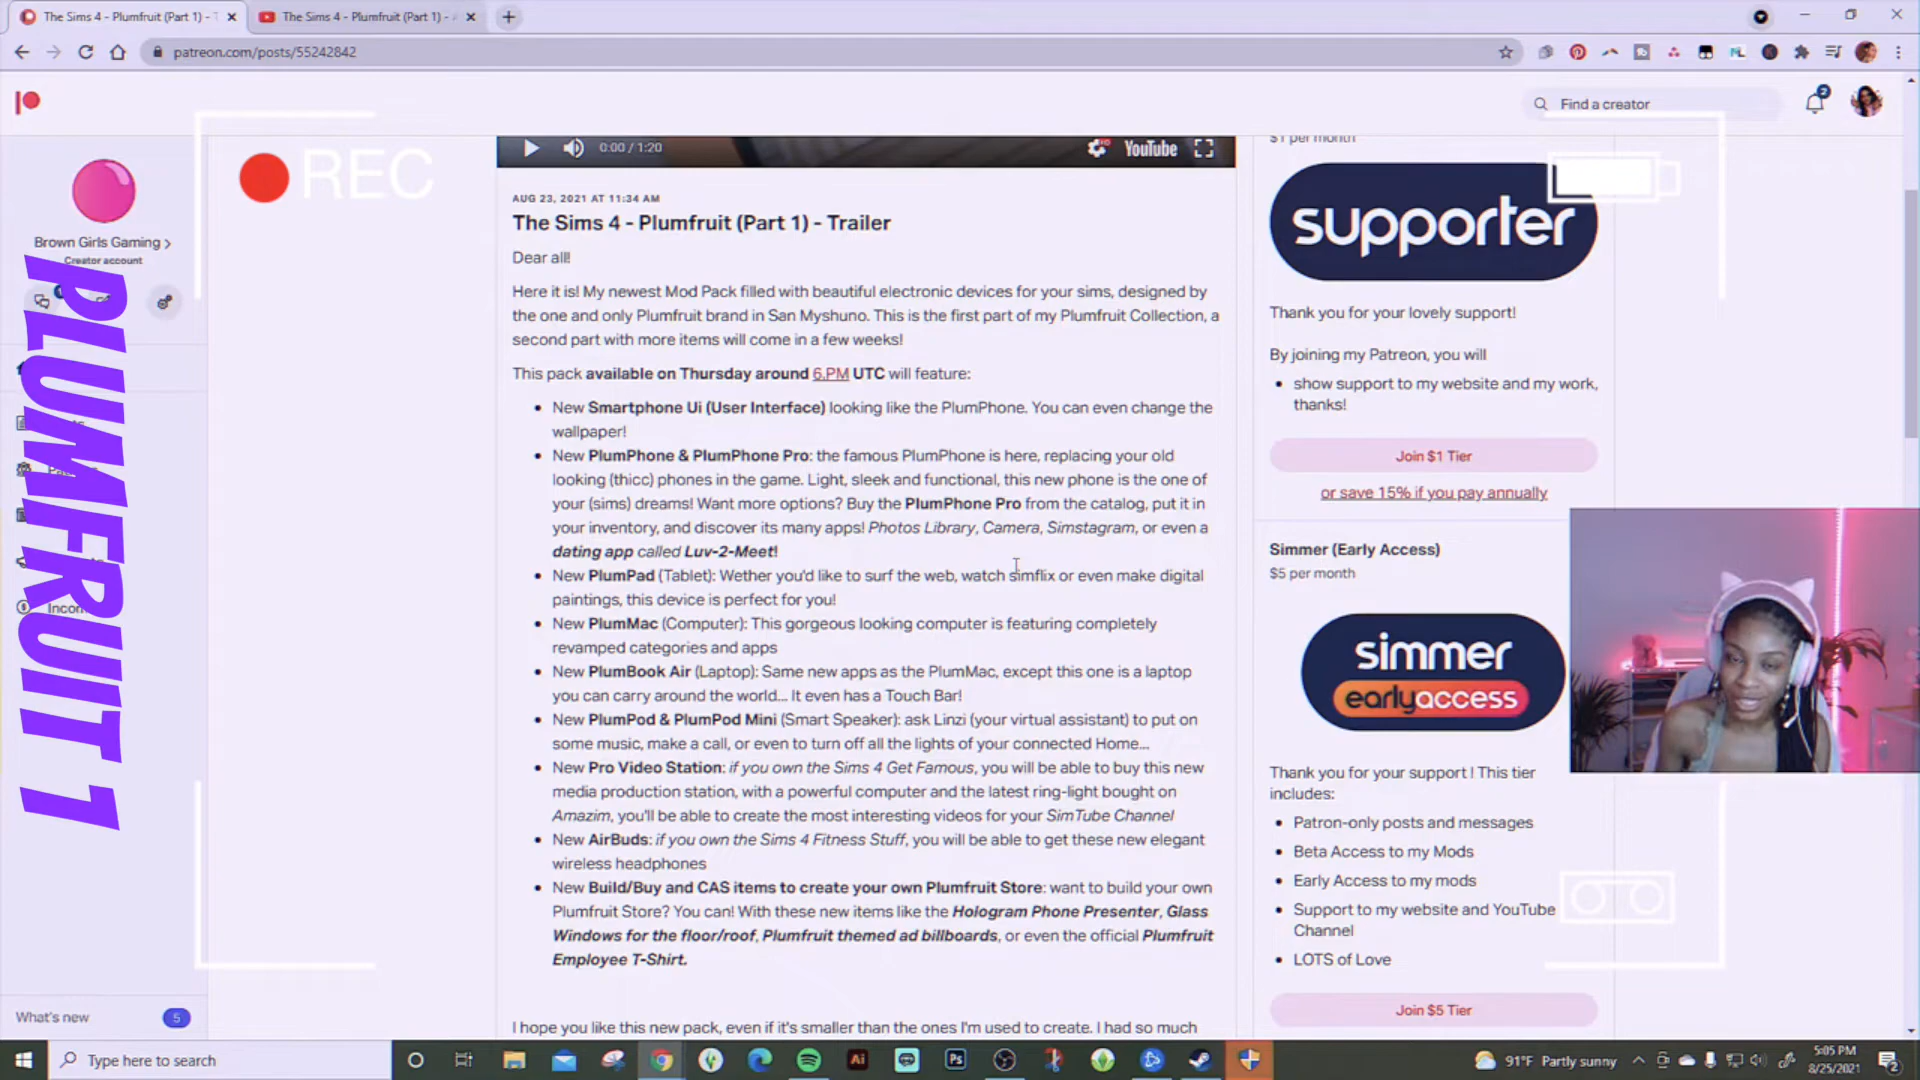 The Sims 4 - Plumfruit (Part 1) - T
The Sims 4 - Plumfruit (Part 1) -
patreon.com/posts/55242842
Find a creator
2
REC
0:00 / 1:20
YouTube
$1 per month
Brown Girls Gaming
Creator account
PLUMFRUIT 1
Incom
What's new
5
AUG 23, 2021 AT 11:34 AM
The Sims 4 - Plumfruit (Part 1) - Trailer
Dear all!
Here it is! My newest Mod Pack filled with beautiful electronic devices for your sims, designed by
the one and only Plumfruit brand in San Myshuno. This is the first part of my Plumfruit Collection, a
second part with more items will come in a few weeks!
This pack available on Thursday around 6.PM UTC will feature:
• New Smartphone Ui (User Interface) looking like the PlumPhone. You can even change the
wallpaper!
• New PlumPhone & PlumPhone Pro: the famous PlumPhone is here, replacing your old
looking (thicc) phones in the game. Light, sleek and functional, this new phone is the one of
your (sims) dreams! Want more options? Buy the PlumPhone Pro from the catalog, put it in
your inventory, and discover its many apps! Photos Library, Camera, Simstagram, or even a
dating app called Luv-2-Meet!
• New PlumPad (Tablet): Wether you'd like to surf the web, watch simflix or even make digital
paintings, this device is perfect for you!
• New PlumMac (Computer): This gorgeous looking computer is featuring completely
revamped categories and apps
• New PlumBook Air (Laptop): Same new apps as the PlumMac, except this one is a laptop
you can carry around the world... It even has a Touch Bar!
• New PlumPod & PlumPod Mini (Smart Speaker): ask Linzi (your virtual assistant) to put on
some music, make a call, or even to turn off all the lights of your connected Home...
• New Pro Video Station: if you own the Sims 4 Get Famous, you will be able to buy this new
media production station, with a powerful computer and the latest ring-light bought on
Amazim, you'll be able to create the most interesting videos for your SimTube Channel
• New AirBuds: if you own the Sims 4 Fitness Stuff, you will be able to get these new elegant
wireless headphones
• New Build/Buy and CAS items to create your own Plumfruit Store: want to build your own
Plumfruit Store? You can! With these new items like the Hologram Phone Presenter, Glass
Windows for the floor/roof, Plumfruit themed ad billboards, or even the official Plumfruit
Employee T-Shirt.
I hope you like this new pack, even if it's smaller than the ones I'm used to create. I had so much
supporter
Thank you for your lovely support!
By joining my Patreon, you will
• show support to my website and my work,
thanks!
Join $1 Tier
or save 15% if you pay annually
Simmer (Early Access)
$5 per month
simmer
earlyaccess
Thank you for your support ! This tier
includes:
• Patron-only posts and messages
• Beta Access to my Mods
• Early Access to my mods
• Support to my website and YouTube
Channel
• LOTS of Love
Join $5 Tier
Type here to search
Ai
Ps
91°F Partly sunny
5:05 PM
8/25/2021
2